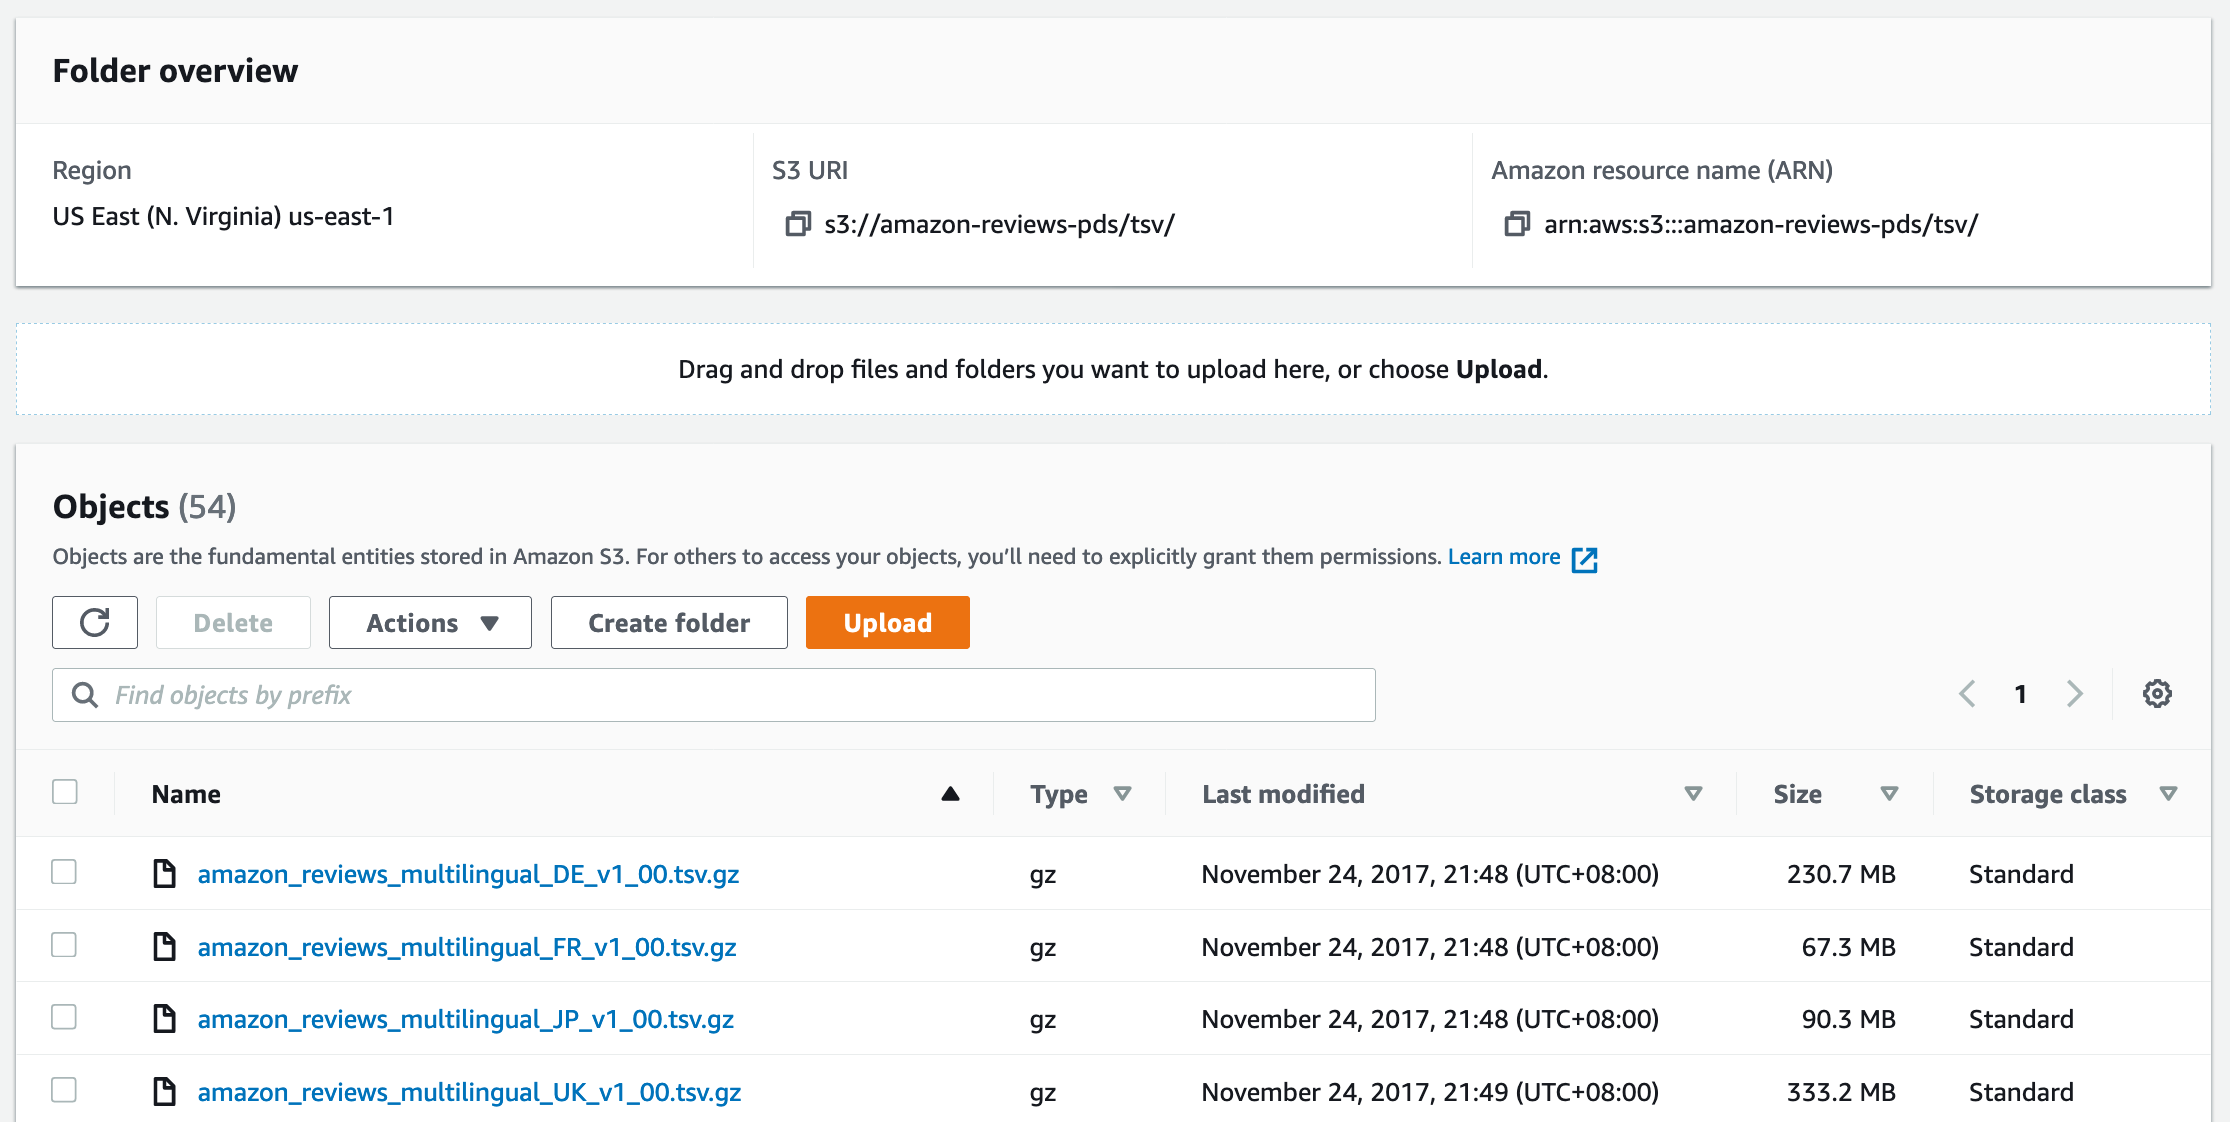 Folder overview
Region
US East (N. Virginia) us-east-1
S3 URI
s3://amazon-reviews-pds/tsv/
Amazon resource name (ARN)
arn:aws:s3:::amazon-reviews-pds/tsv/
Drag and drop files and folders you want to upload here, or choose Upload.
Objects (54)
Objects are the fundamental entities stored in Amazon S3. For others to access your objects, you’ll need to explicitly grant them permissions. Learn more
Delete Actions Create folder Upload
Find objects by prefix 1
Name Type Last modified Size Storage class
amazon_reviews_multilingual_DE_v1_00.tsv.gz gz November 24, 2017, 21:48 (UTC+08:00) 230.7 MB Standard
amazon_reviews_multilingual_FR_v1_00.tsv.gz gz November 24, 2017, 21:48 (UTC+08:00) 67.3 MB Standard
amazon_reviews_multilingual_JP_v1_00.tsv.gz gz November 24, 2017, 21:48 (UTC+08:00) 90.3 MB Standard
amazon_reviews_multilingual_UK_v1_00.tsv.gz gz November 24, 2017, 21:49 (UTC+08:00) 333.2 MB Standard